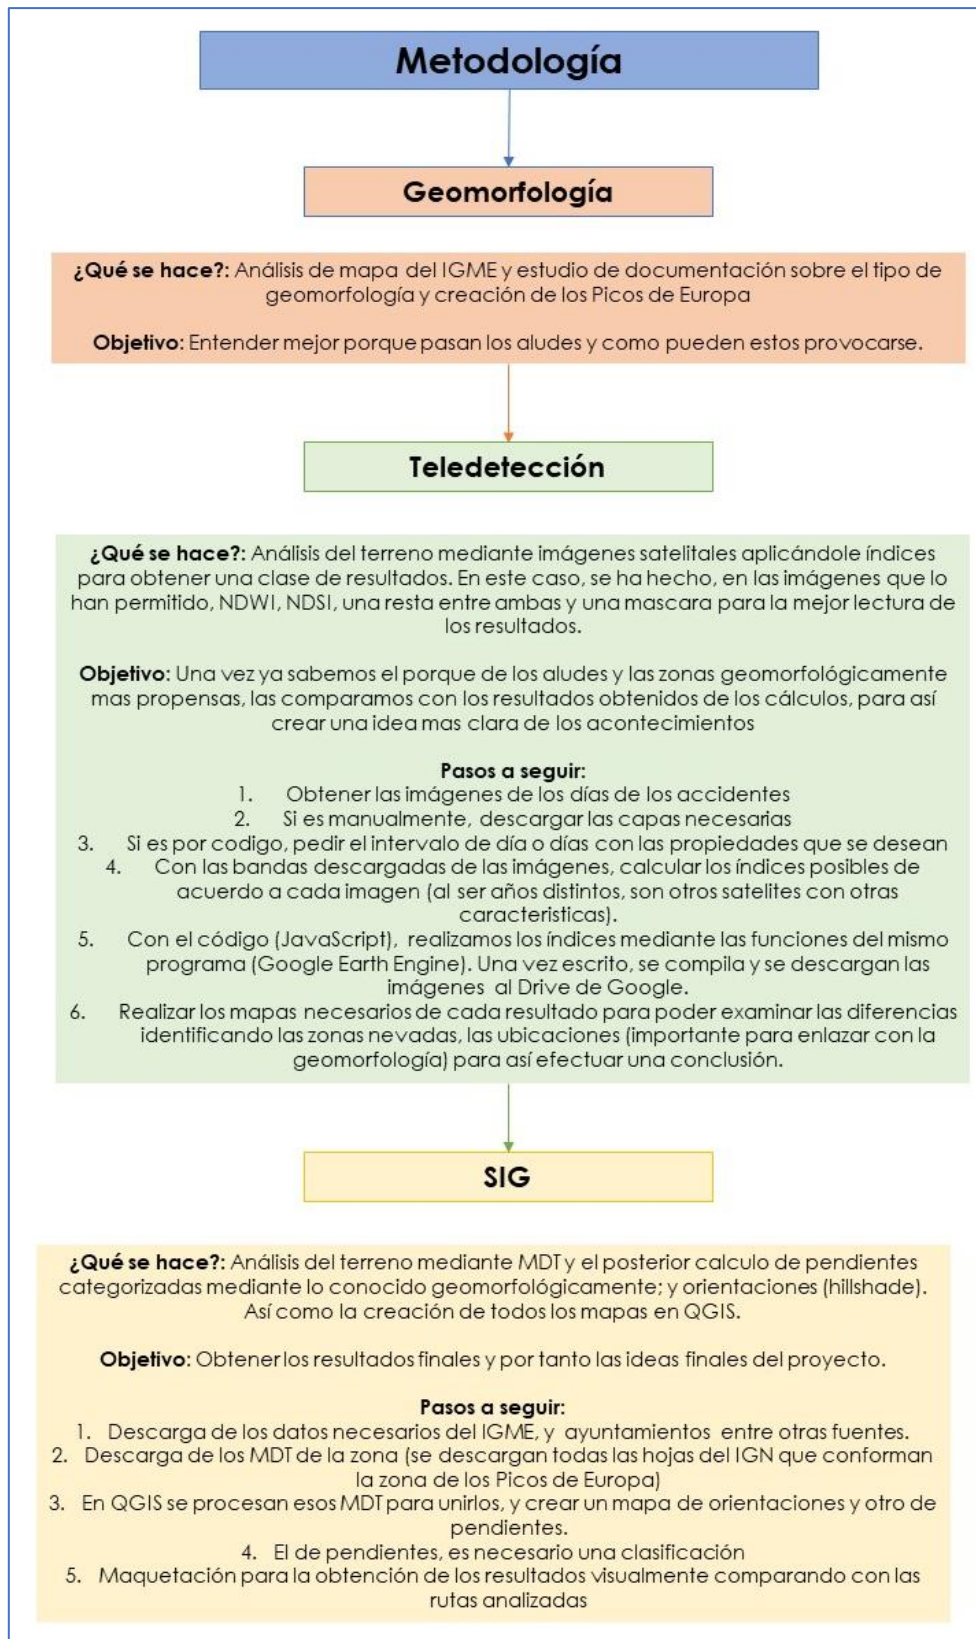 Metodología
Geomorfología
¿Qué se hace?: Análisis de mapa del IGME y estudio de documentación sobre el tipo de
geomorfología y creación de los Picos de Europa
Objetivo: Entender mejor porque pasan los aludes y como pueden estos provocarse.
Teledetección
¿Qué se hace?: Análisis del terreno mediante imágenes satelitales aplicándole índices
para obtener una clase de resultados. En este caso, se ha hecho, en las imágenes que lo
han permitido, NDWI, NDSI, una resta entre ambas y una mascara para la mejor lectura de
los resultados.
Objetivo: Una vez ya sabemos el porque de los aludes y las zonas geomorfológicamente
mas propensas, las comparamos con los resultados obtenidos de los cálculos, para así
crear una idea mas clara de los acontecimientos
Pasos a seguir:
1. Obtener las imágenes de los días de los accidentes
2. Si es manualmente, descargar las capas necesarias
3. Si es por codigo, pedir el intervalo de día o días con las propiedades que se desean
4. Con las bandas descargadas de las imágenes, calcular los índices posibles de
acuerdo a cada imagen (al ser años distintos, son otros satelites con otras
caracteristicas).
5. Con el código (JavaScript), realizamos los índices mediante las funciones del mismo
programa (Google Earth Engine). Una vez escrito, se compila y se descargan las
imágenes al Drive de Google.
6. Realizar los mapas necesarios de cada resultado para poder examinar las diferencias
identificando las zonas nevadas, las ubicaciones (importante para enlazar con la
geomorfología) para así efectuar una conclusión.
SIG
¿Qué se hace?: Análisis del terreno mediante MDT y el posterior calculo de pendientes
categorizadas mediante lo conocido geomorfológicamente; y orientaciones (hillshade).
Así como la creación de todos los mapas en QGIS.
Objetivo: Obtener los resultados finales y por tanto las ideas finales del proyecto.
Pasos a seguir:
1. Descarga de los datos necesarios del IGME, y ayuntamientos entre otras fuentes.
2. Descarga de los MDT de la zona (se descargan todas las hojas del IGN que conforman
la zona de los Picos de Europa)
3. En QGIS se procesan esos MDT para unirlos, y crear un mapa de orientaciones y otro de
pendientes.
4. El de pendientes, es necesario una clasificación
5. Maquetación para la obtención de los resultados visualmente comparando con las
rutas analizadas